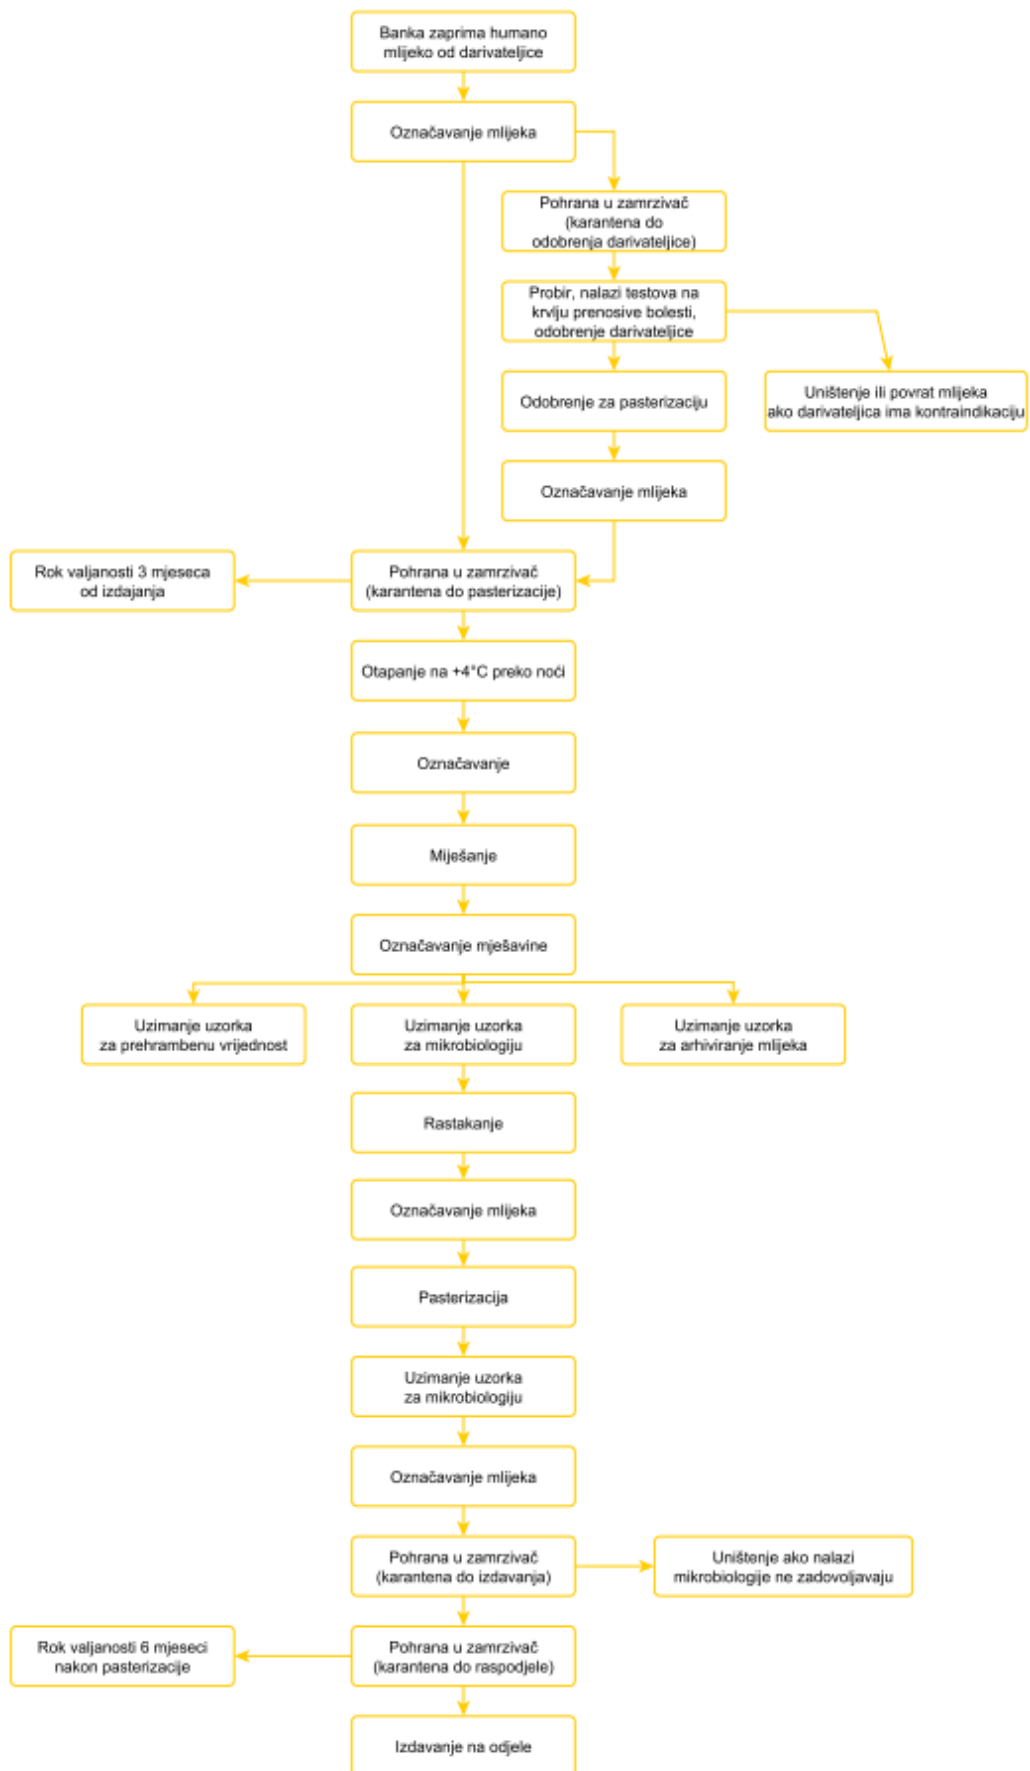 Banka zaprima humano
mlijeko od darivateljice
Označavanje mlijeka
Pohrana u zamrzivač
(karantena do
odobrenja darivateljice)
Probir, nalazi testova na
krvlju prenosive bolesti,
odobrenje darivateljice
Odobrenje za pasterizaciju
Uništenje ili povrat mlijeka
ako darivateljica ima kontraindikaciju
Označavanje mlijeka
Rok valjanosti 3 mjeseca
od izdajanja
Pohrana u zamrzivač
(karantena do pasterizacije)
Otapanje na +4°C preko noći
Označavanje
Miješanje
Označavanje mješavine
Uzimanje uzorka
za prehrambenu vrijednost
Uzimanje uzorka
za mikrobiologiju
Uzimanje uzorka
za arhiviranje mlijeka
Rastakanje
Označavanje mlijeka
Pasterizacija
Uzimanje uzorka
za mikrobiologiju
Označavanje mlijeka
Pohrana u zamrzivač
(karantena do izdavanja)
Uništenje ako nalazi
mikrobiologije ne zadovoljavaju
Rok valjanosti 6 mjeseci
nakon pasterizacije
Pohrana u zamrzivač
(karantena do raspodjele)
Izdavanje na odjele